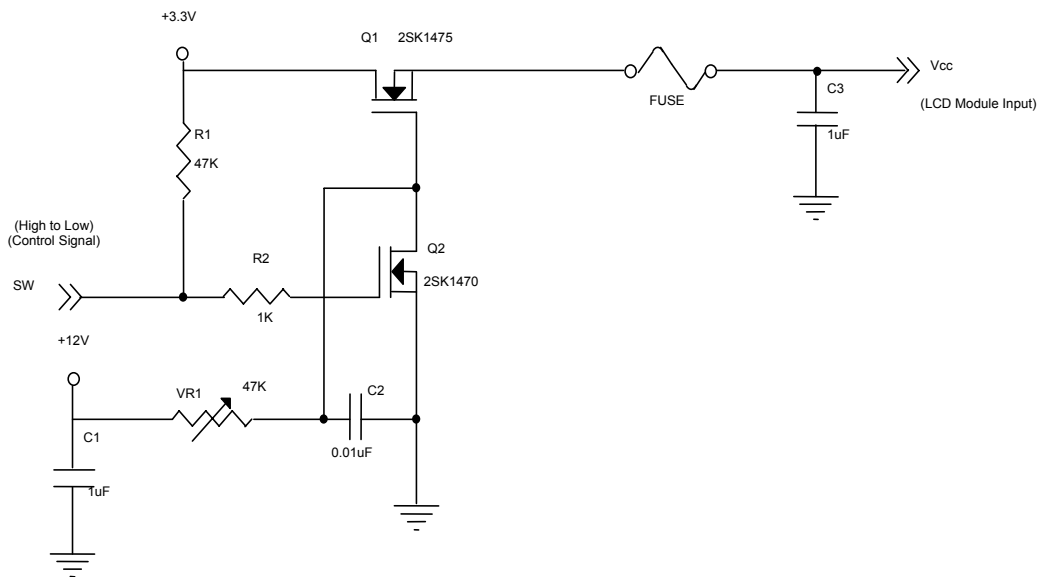 +3.3V
Q1 2SK1475
Vcc
(LCD Module Input)
FUSE
C3
1uF
R1
47K
(High to Low)
(Control Signal)
SW
R2
1K
Q2
2SK1470
+12V
VR1
47K
C2
0.01uF
C1
1uF